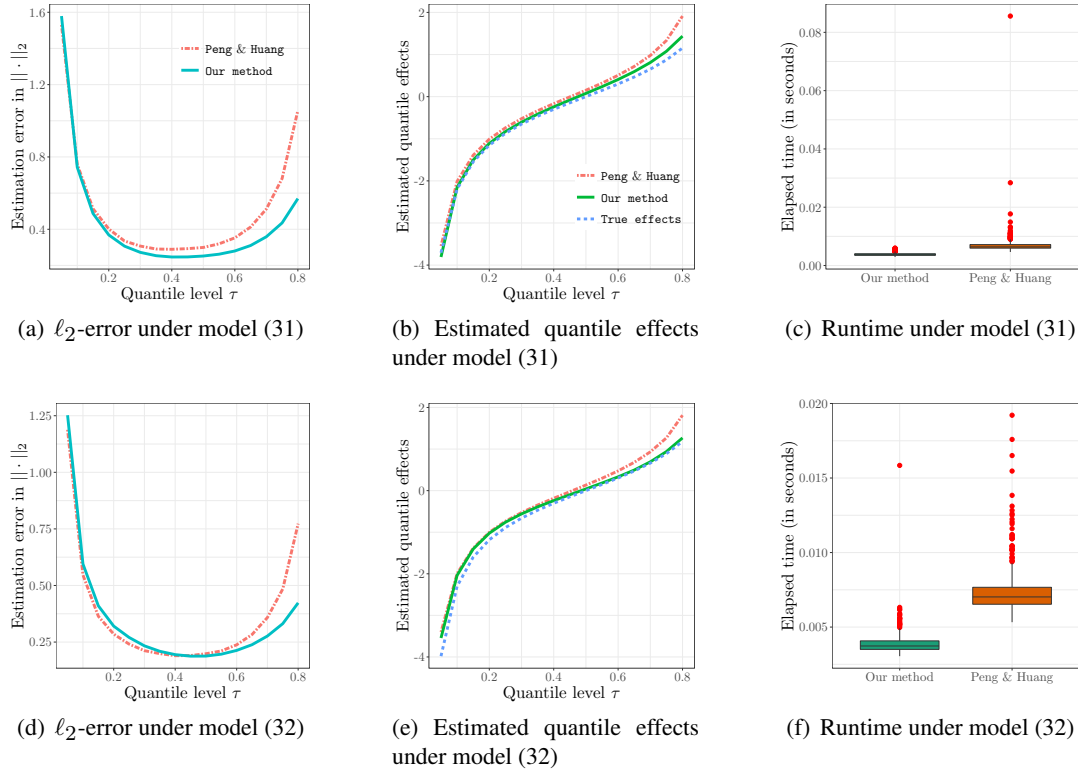 Estimation error in || · ||₂
1.6
1.2
0.8
0.4
0.2
0.4
0.6
0.8
Quantile level τ
Peng & Huang
Our method
(a) ℓ₂-error under model (31)
Estimated quantile effects
2
0
-2
-4
0.2
0.4
0.6
0.8
Quantile level τ
Peng & Huang
Our method
True effects
(b) Estimated quantile effects
under model (31)
Elapsed time (in seconds)
0.08
0.06
0.04
0.02
0.00
Our method
Peng & Huang
(c) Runtime under model (31)
Estimation error in || · ||₂
1.25
1.00
0.75
0.50
0.25
0.2
0.4
0.6
0.8
Quantile level τ
(d) ℓ₂-error under model (32)
Estimated quantile effects
2
0
-2
-4
0.2
0.4
0.6
0.8
Quantile level τ
(e) Estimated quantile effects
under model (32)
Elapsed time (in seconds)
0.020
0.015
0.010
0.005
Our method
Peng & Huang
(f) Runtime under model (32)